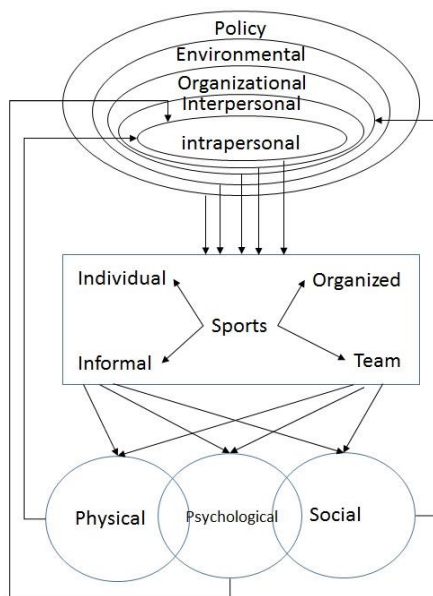 Policy
Environmental
Organizational
Interpersonal
intrapersonal
Individual
Organized
Sports
Informal
Team
Physical
Psychological
Social